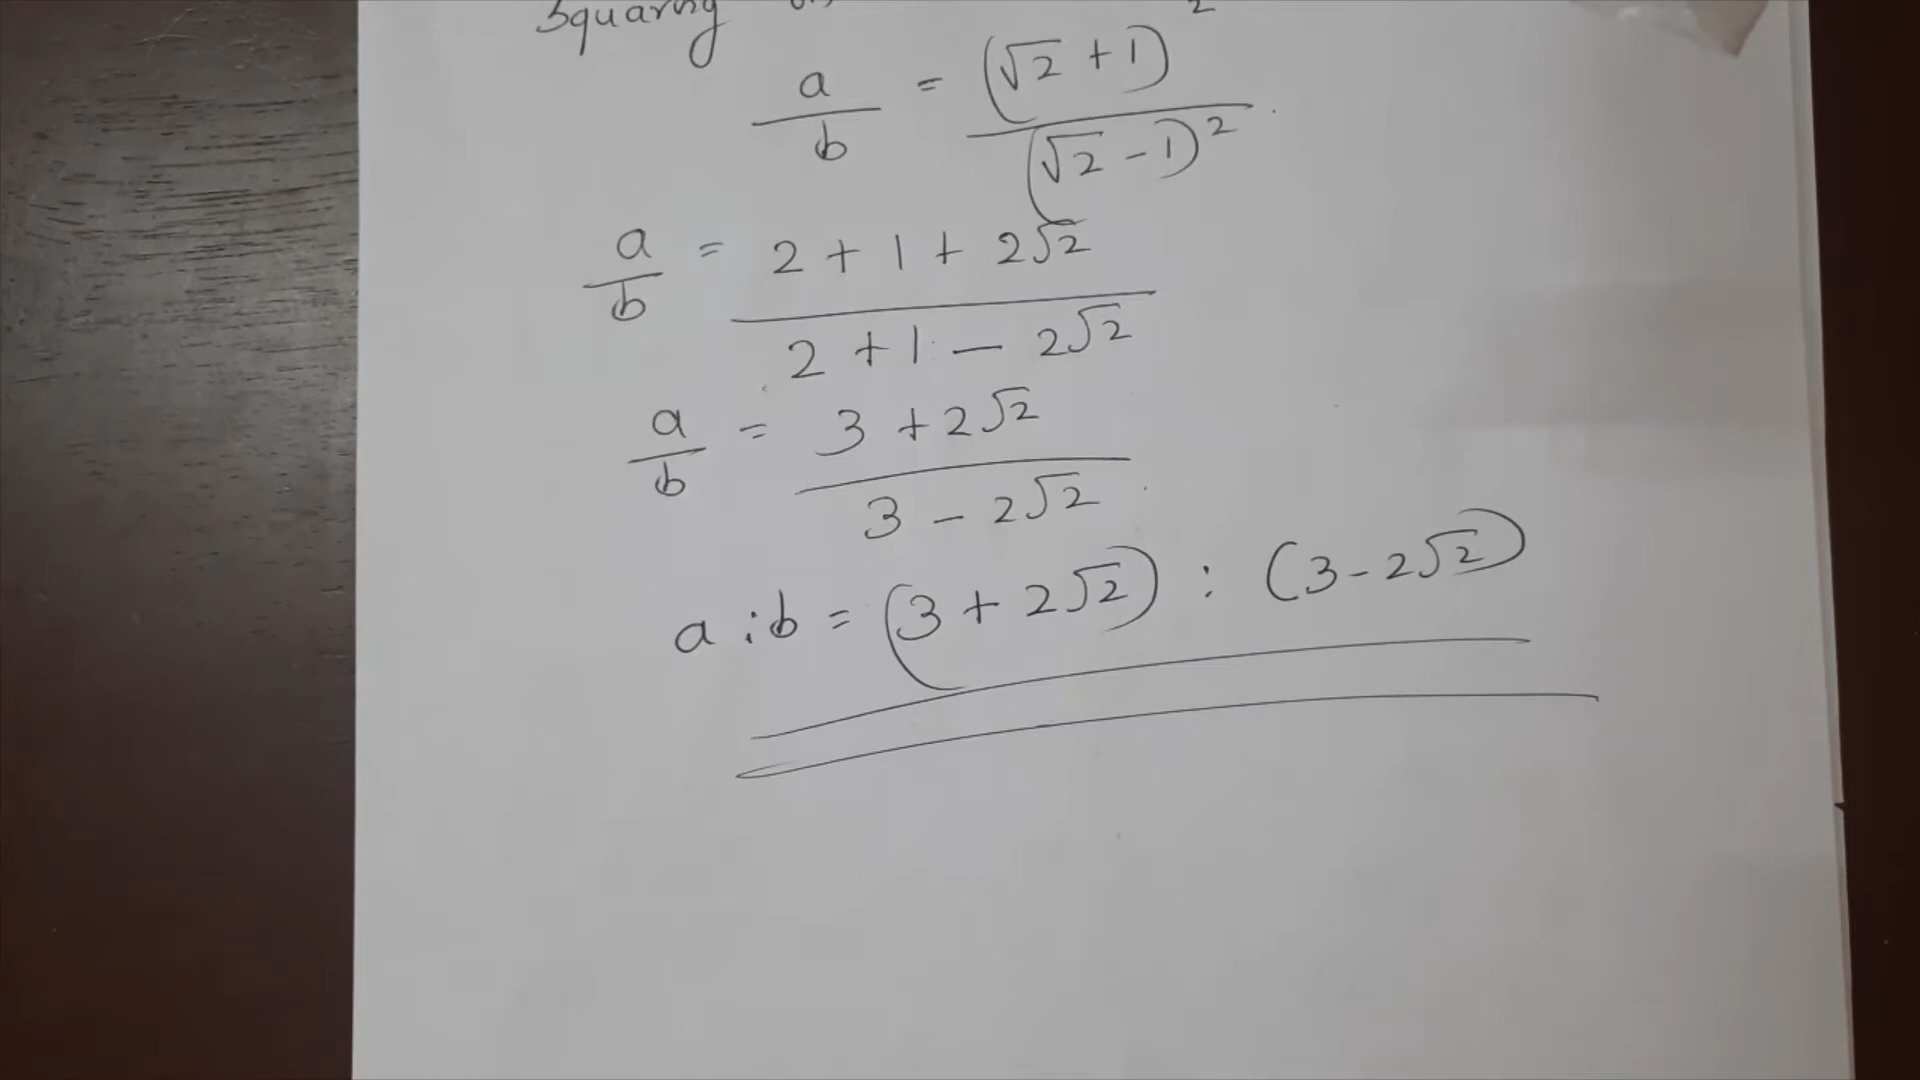 Squaring
a/b = (√2 + 1)²/(√2 - 1)²
a/b = 2 + 1 + 2√2/2 + 1 - 2√2
a/b = 3 + 2√2/3 - 2√2
a : b = (3 + 2√2) : (3 - 2√2)